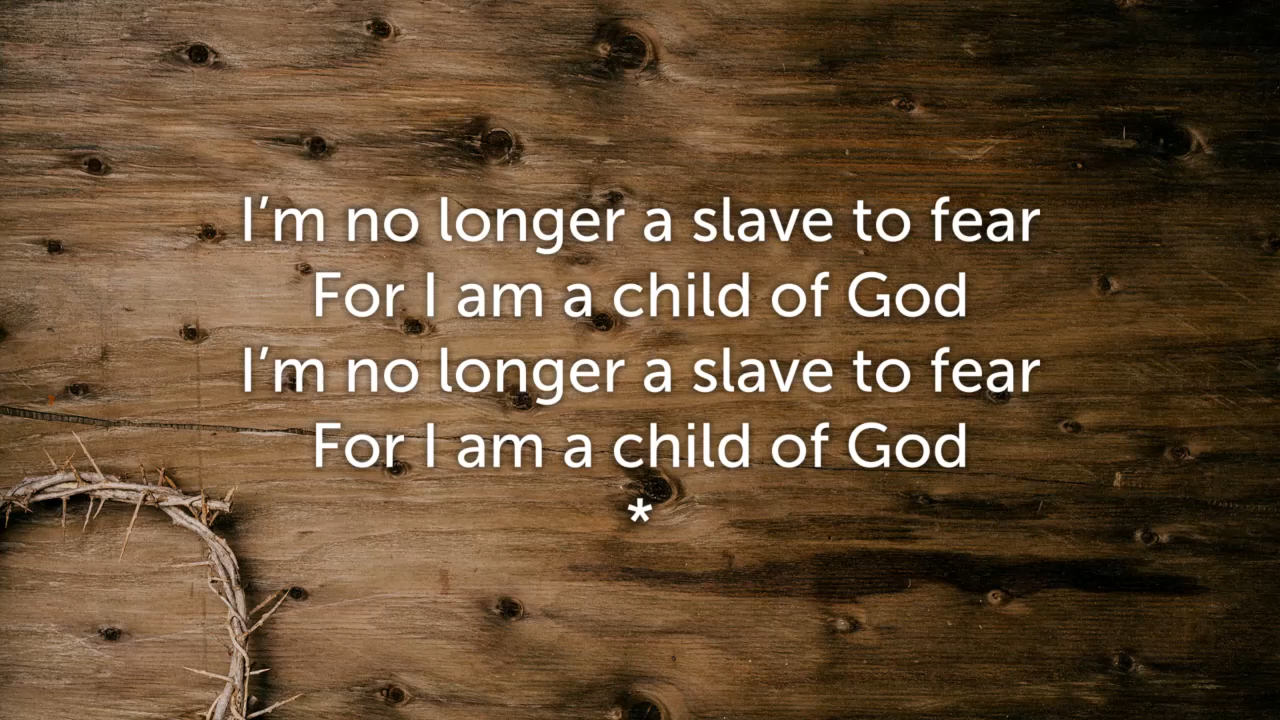 I’m no longer a slave to fear
For I am a child of God
I’m no longer a slave to fear
For I am a child of God
*